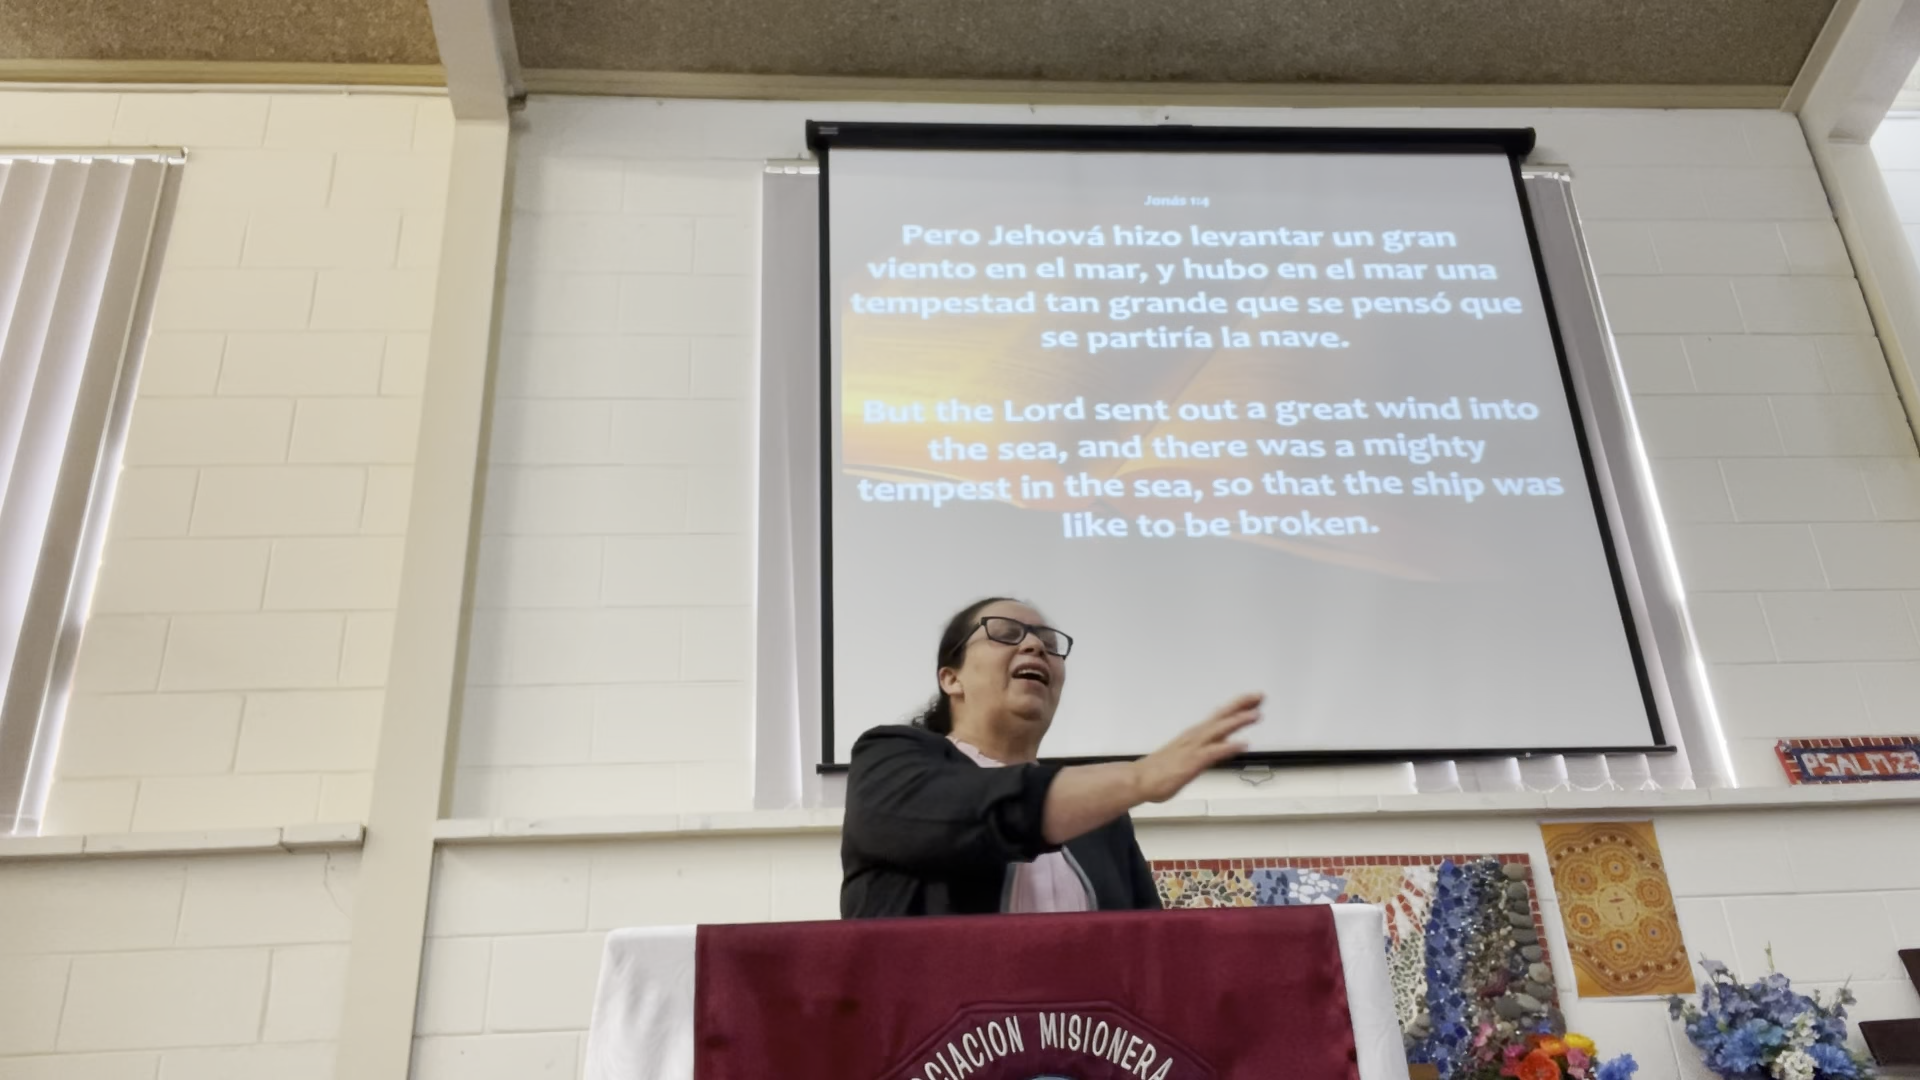 Jonás 1:4
Pero Jehová hizo levantar un gran
viento en el mar, y hubo en el mar una
tempestad tan grande que se pensó que
se partiría la nave.
But the Lord sent out a great wind into
the sea, and there was a mighty
tempest in the sea, so that the ship was
like to be broken.
PSALM 23
CIACION MISIONERA